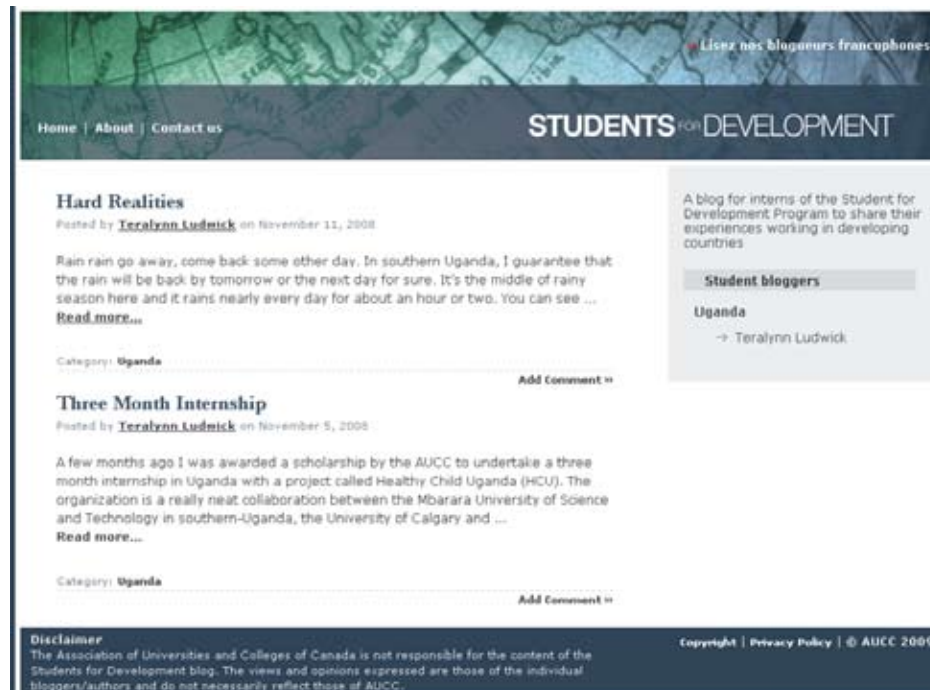 Lisez nos blogueurs francophones
Home | About | Contact us
STUDENTS FOR DEVELOPMENT
Hard Realities
Posted by Teralynn Ludwick on November 11, 2008
Rain rain go away, come back some other day. In southern Uganda, I guarantee that
the rain will be back by tomorrow or the next day for sure. It's the middle of rainy
season here and it rains nearly every day for about an hour or two. You can see ...
Read more...
Category: Uganda
Add Comment »
Three Month Internship
Posted by Teralynn Ludwick on November 5, 2008
A few months ago I was awarded a scholarship by the AUCC to undertake a three
month internship in Uganda with a project called Healthy Child Uganda (HCU). The
organization is a really neat collaboration between the Mbarara University of Science
and Technology in southern-Uganda, the University of Calgary and ...
Read more...
Category: Uganda
Add Comment »
A blog for interns of the Student for
Development Program to share their
experiences working in developing
countries
Student bloggers
Uganda
→ Teralynn Ludwick
Disclaimer
The Association of Universities and Colleges of Canada is not responsible for the content of the
Students for Development blog. The views and opinions expressed are those of the individual
bloggers/authors and do not necessarily reflect those of AUCC.
Copyright | Privacy Policy | © AUCC 2009